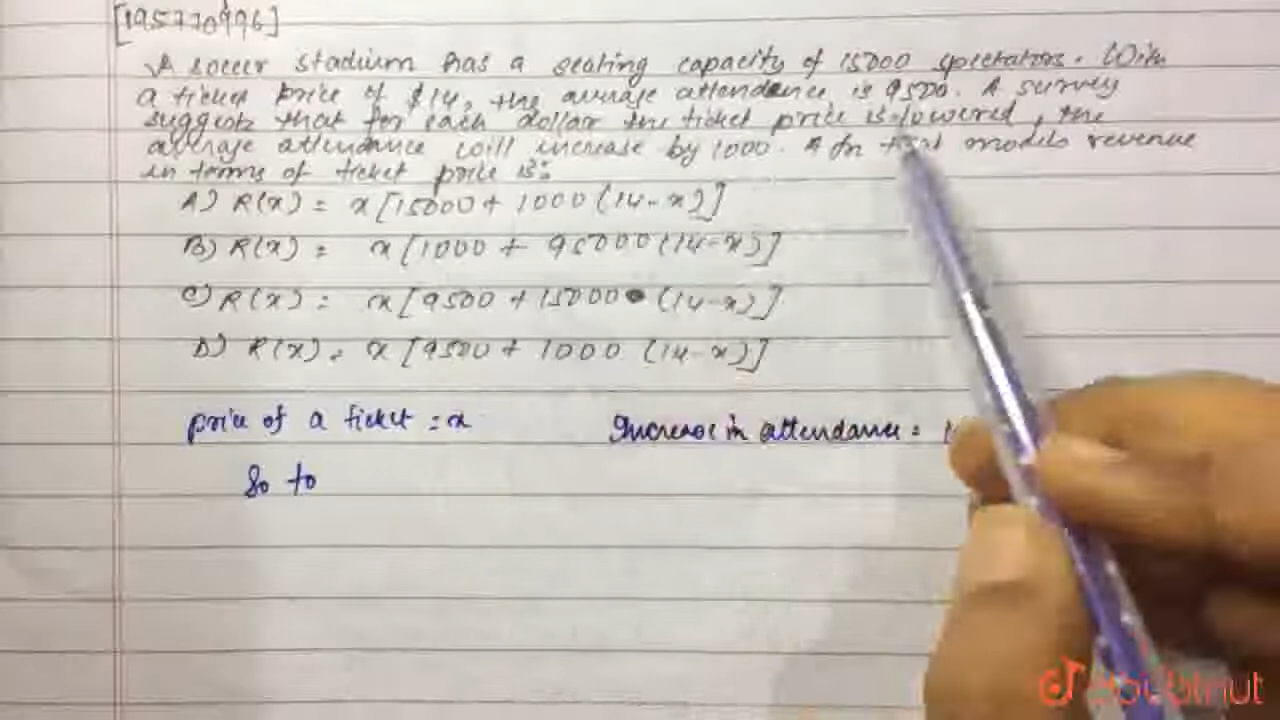 [195770996]
A soccer stadium has a seating capacity of 15000 spectators. With
a ticket price of $14, the average attendence is 9500. A survey
suggests that for each dollar the ticket price is lowered, the
average attendance will increase by 1000. A fn that models revenue
in terms of ticket price is:
A) R(x) = x[15000 + 1000 (14-x)]
B) R(x) = x[1000 + 95000(14-x)]
C) R(x) = x[9500 + 15000 (14-x)]
D) R(x) = x[9500 + 1000 (14-x)]
price of a ticket = x Increase in attendance =
So to
doubtnut